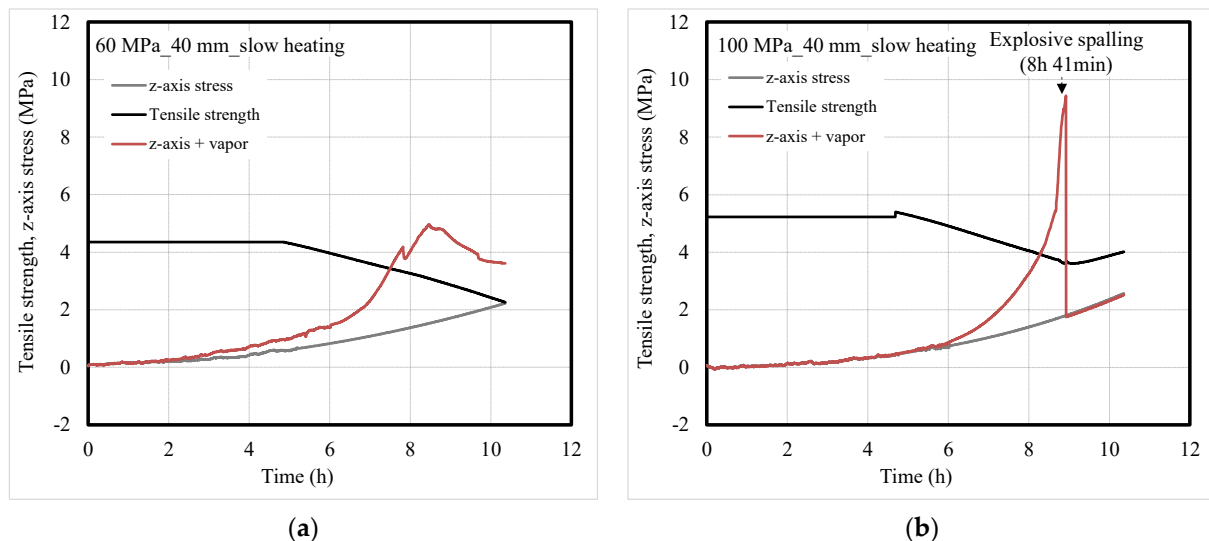 60 MPa_40 mm_slow heating
z-axis stress
Tensile strength
z-axis + vapor
12
10
8
6
4
2
0
-2
0 2 4 6 8 10 12
Tensile strength, z-axis stress (MPa)
Time (h)
(a)
100 MPa_40 mm_slow heating
Explosive spalling
(8h 41min)
z-axis stress
Tensile strength
z-axis + vapor
12
10
8
6
4
2
0
-2
0 2 4 6 8 10 12
Tensile strength, z-axis stress (MPa)
Time (h)
(b)